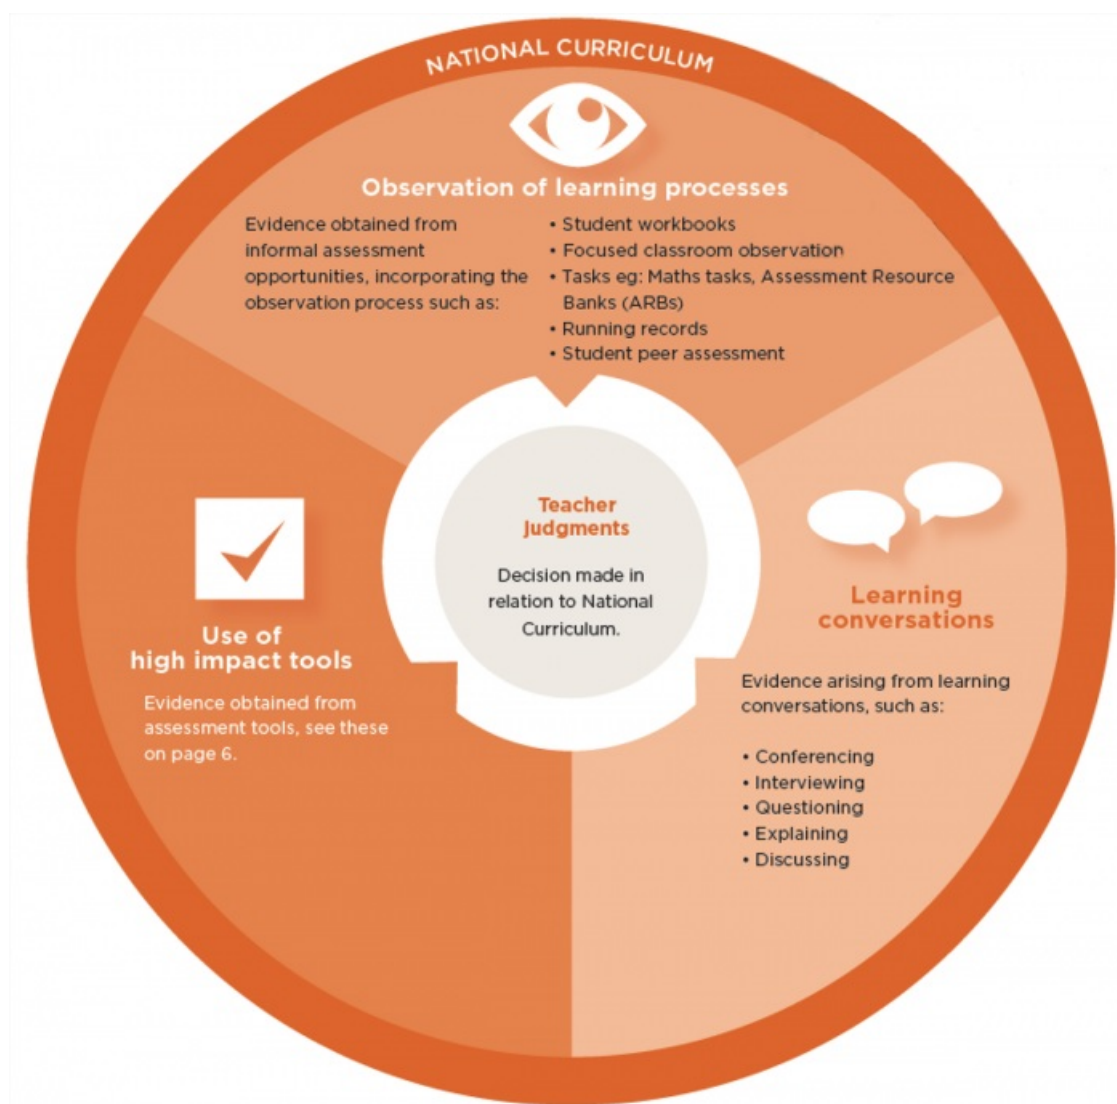 NATIONAL CURRICULUM
Observation of learning processes
Evidence obtained from
informal assessment
opportunities, incorporating the
observation process such as:
• Student workbooks
• Focused classroom observation
• Tasks eg: Maths tasks, Assessment Resource
Banks (ARBs)
• Running records
• Student peer assessment
Teacher
Judgments
Decision made in
relation to National
Curriculum.
Use of
high impact tools
Evidence obtained from
assessment tools, see these
on page 6.
Learning
conversations
Evidence arising from learning
conversations, such as:
• Conferencing
• Interviewing
• Questioning
• Explaining
• Discussing